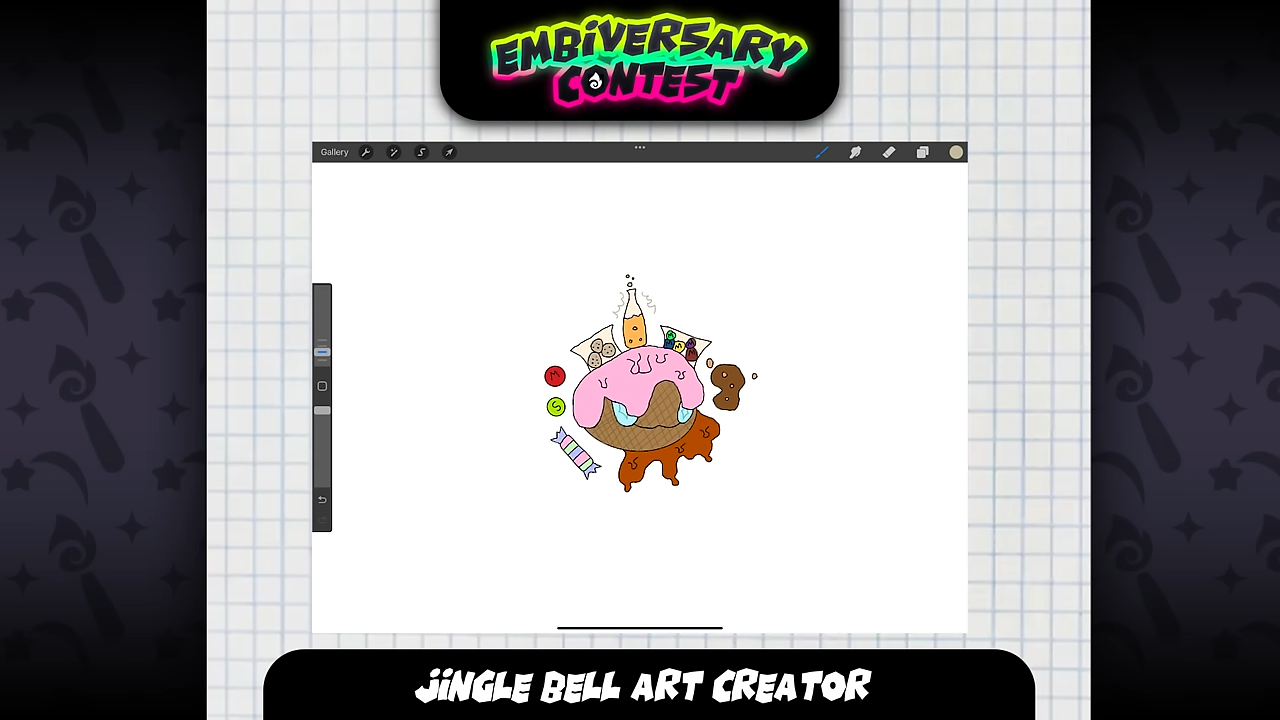 EMBIVERSARY
CONTEST
Gallery
M
S
JINGLE BELL ART CREATOR